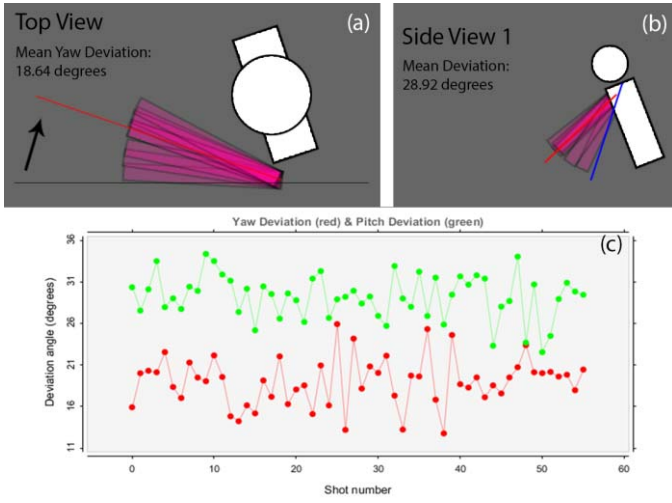 Top View
(a)
Mean Yaw Deviation:
18.64 degrees
Side View 1
(b)
Mean Deviation:
28.92 degrees
Yaw Deviation (red) & Pitch Deviation (green)
(c)
Deviation angle (degrees)
36
31
26
21
16
11
0
10
20
30
40
50
60
Shot number